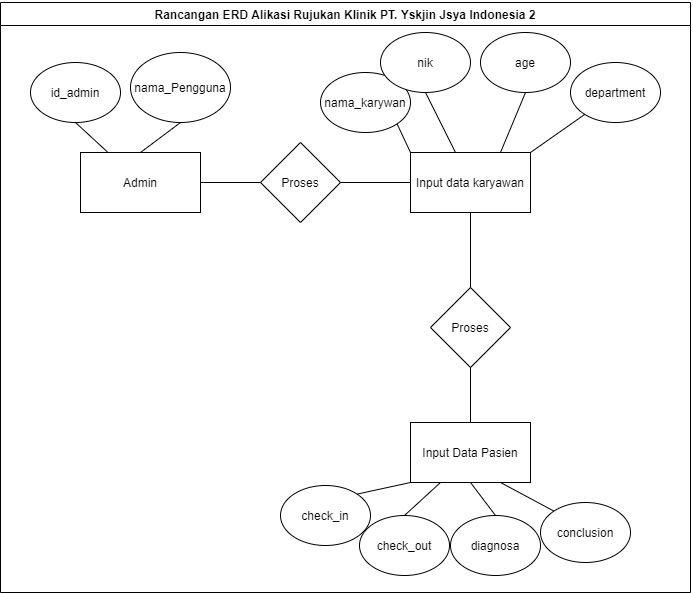 Rancangan ERD Alikasi Rujukan Klinik PT. Yskjin Jsya Indonesia 2
nik
age
id_admin
nama_Pengguna
nama_karywan
department
Admin
Proses
Input data karyawan
Proses
Input Data Pasien
check_in
check_out
diagnosa
conclusion